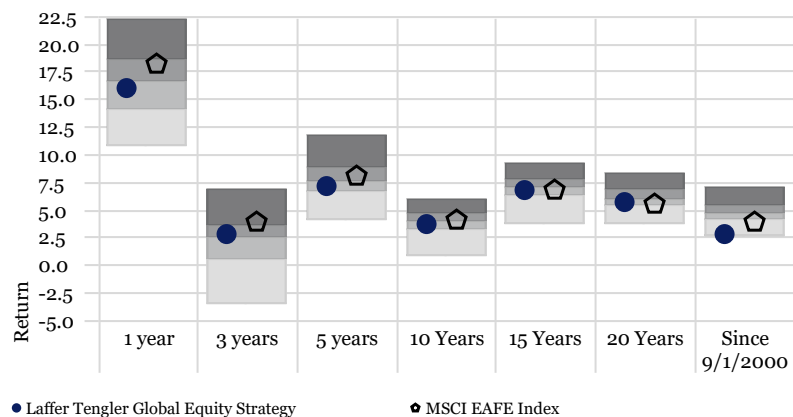 22.5
20.0
17.5
15.0
12.5
10.0
7.5
5.0
2.5
0.0
-2.5
-5.0
Return
1 year
3 years
5 years
10 Years
15 Years
20 Years
Since
9/1/2000
Laffer Tengler Global Equity Strategy
MSCI EAFE Index